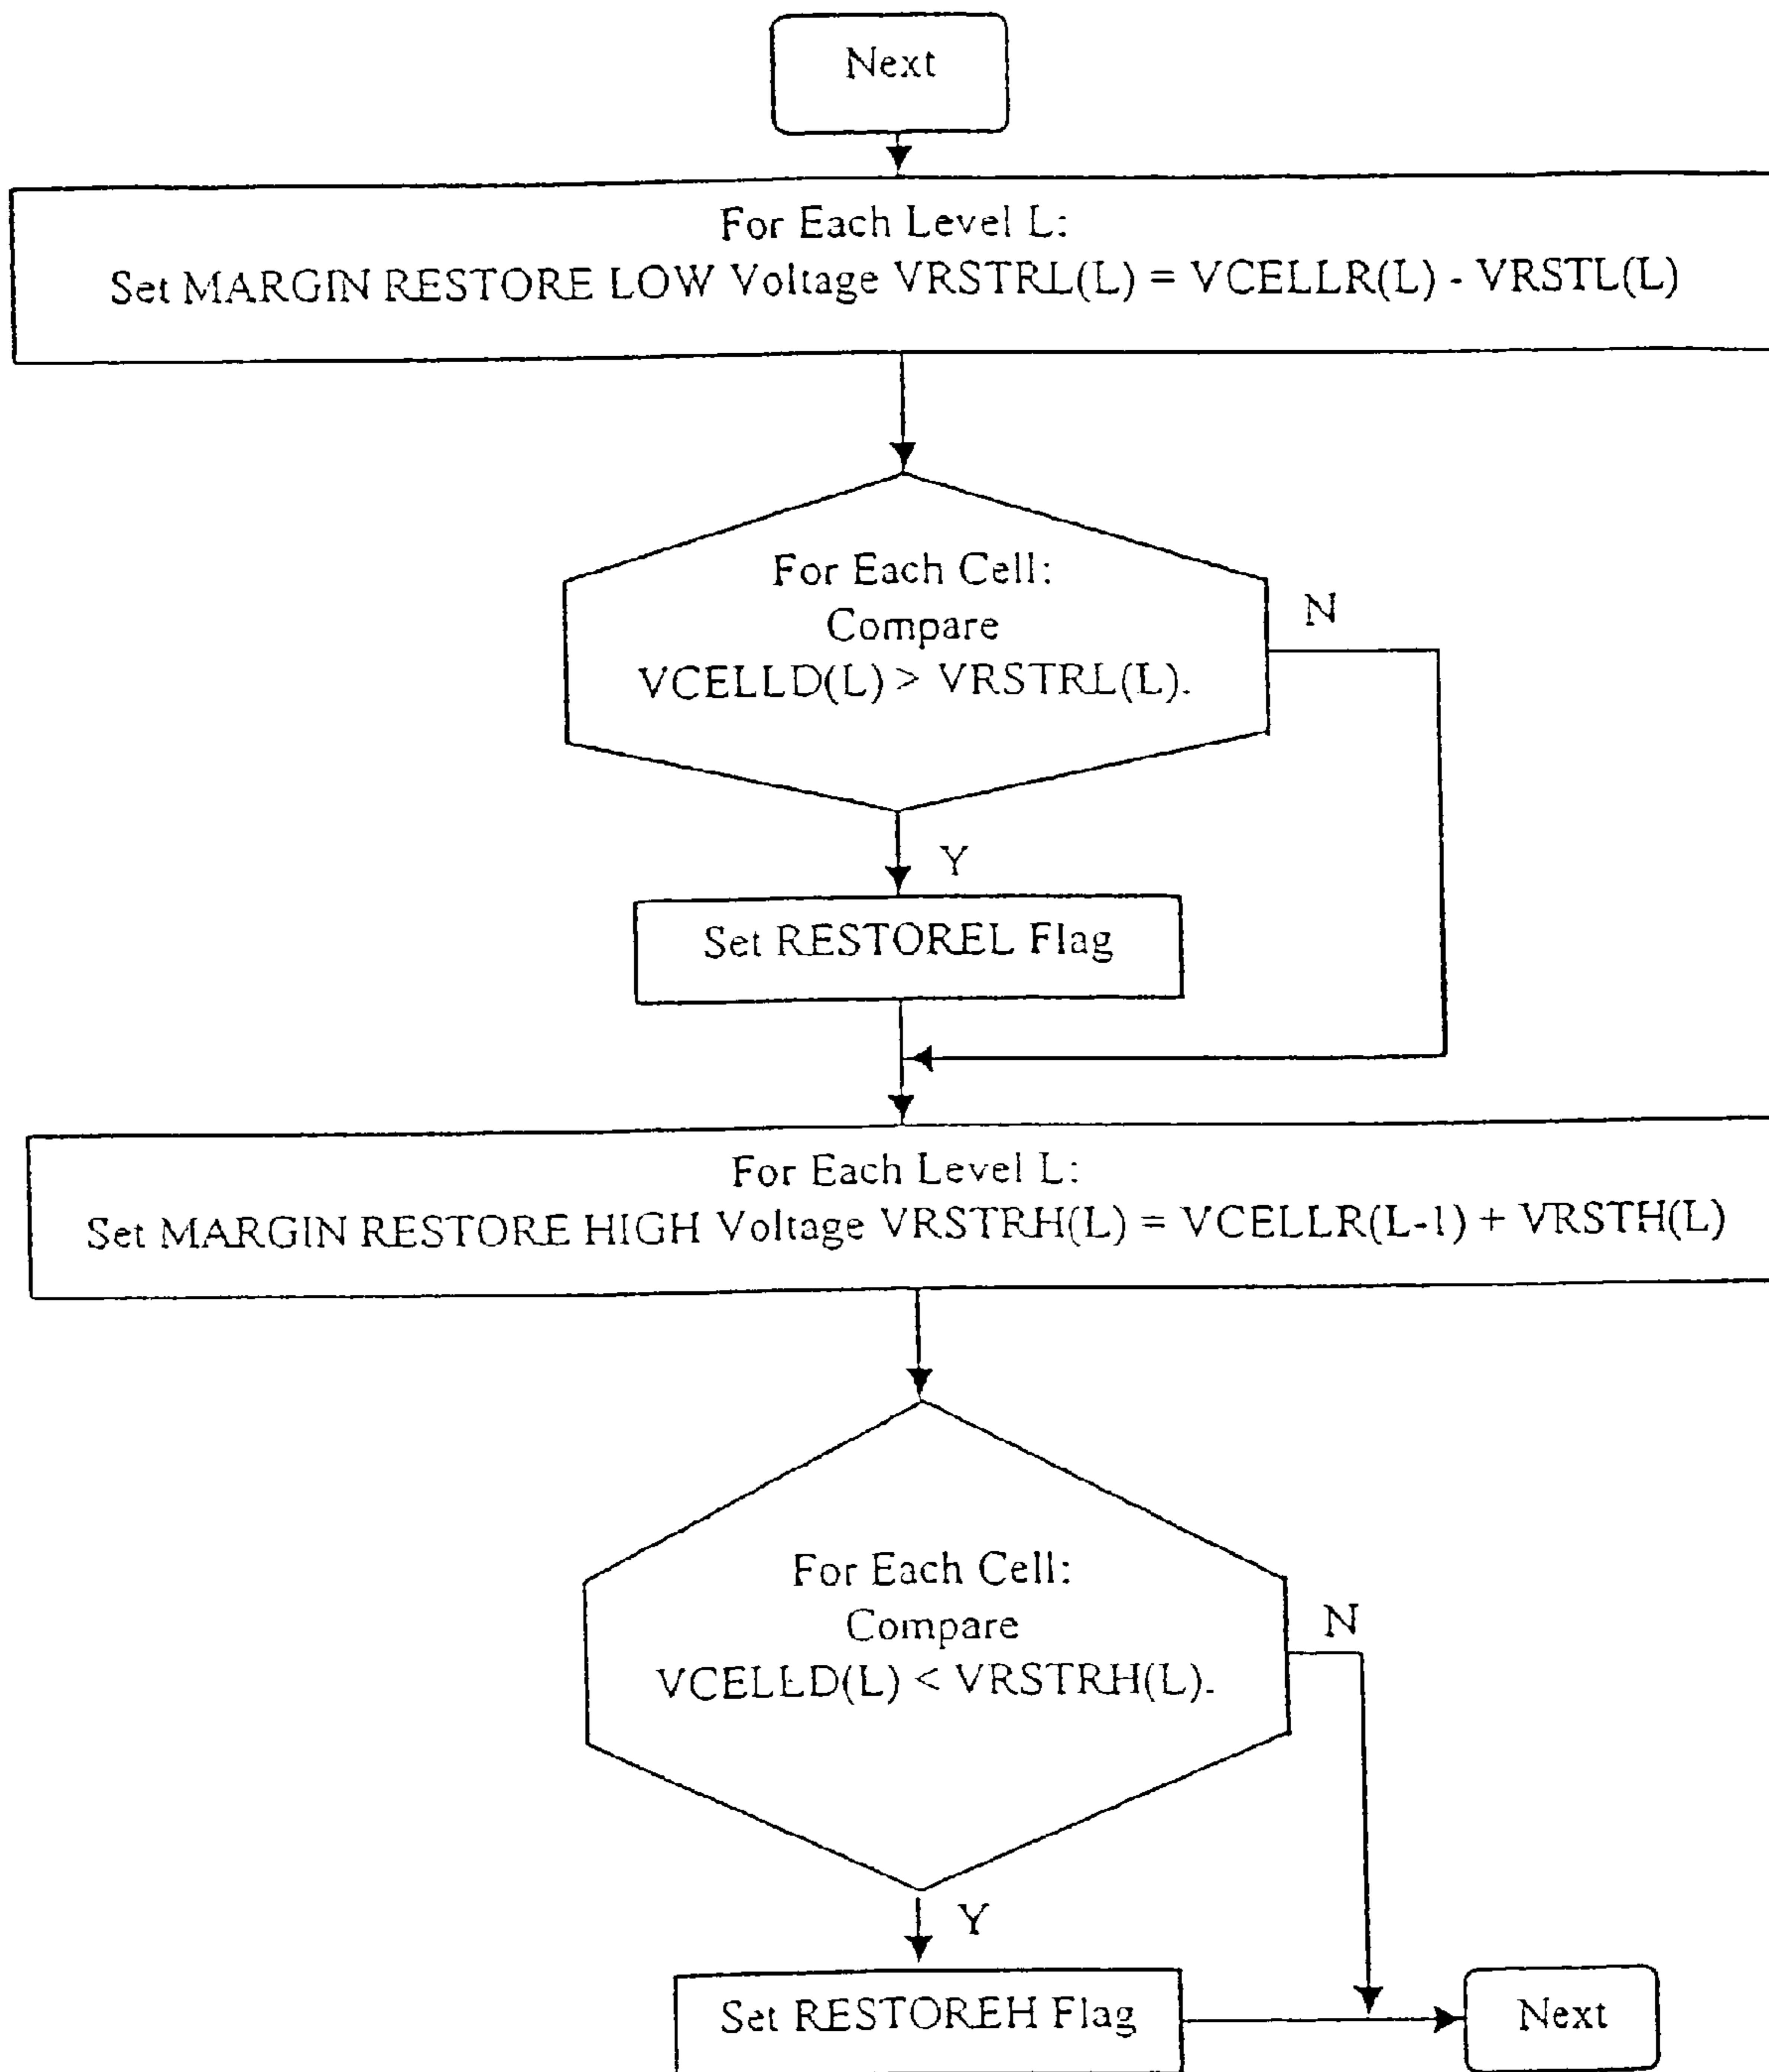 Next
For Each Level L:
Set MARGIN RESTORE LOW Voltage VRSTRL(L) = VCELLR(L) - VRSTL(L)
For Each Cell:
Compare
VCELLD(L) > VRSTRL(L).
N
Y
Set RESTOREL Flag
For Each Level L:
Set MARGIN RESTORE HIGH Voltage VRSTRH(L) = VCELLR(L-1) + VRSTH(L)
For Each Cell:
Compare
VCELLD(L) < VRSTRH(L).
N
Y
Set RESTOREH Flag
Next